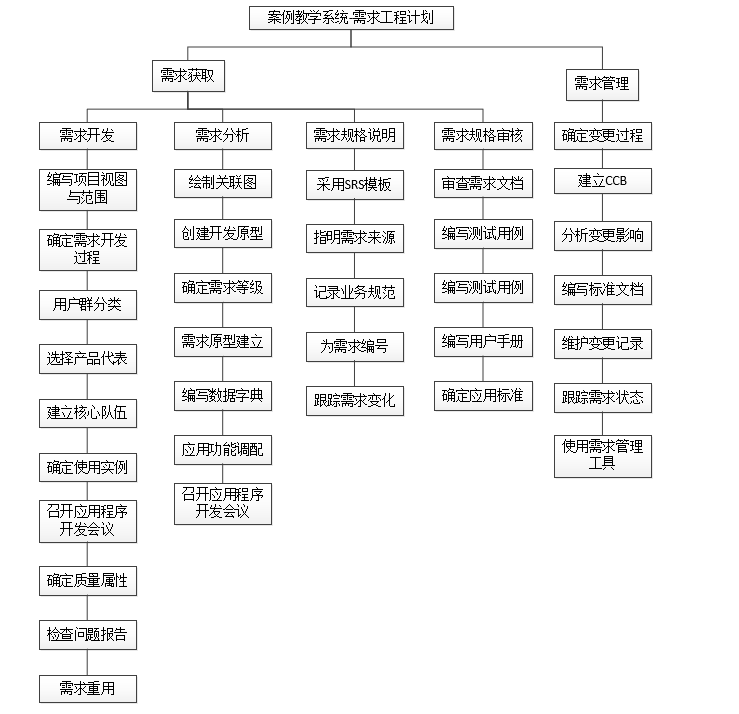 案例教学系统-需求工程计划
需求获取
需求管理
需求开发
编写项目视图
与范围
确定需求开发
过程
用户群分类
选择产品代表
建立核心队伍
确定使用实例
召开应用程序
开发会议
确定质量属性
检查问题报告
需求重用
需求分析
绘制关联图
创建开发原型
确定需求等级
需求原型建立
编写数据字典
应用功能调配
召开应用程序
开发会议
需求规格说明
采用SRS模板
指明需求来源
记录业务规范
为需求编号
跟踪需求变化
需求规格审核
审查需求文档
编写测试用例
编写测试用例
编写用户手册
确定应用标准
确定变更过程
建立CCB
分析变更影响
编写标准文档
维护变更记录
跟踪需求状态
使用需求管理
工具